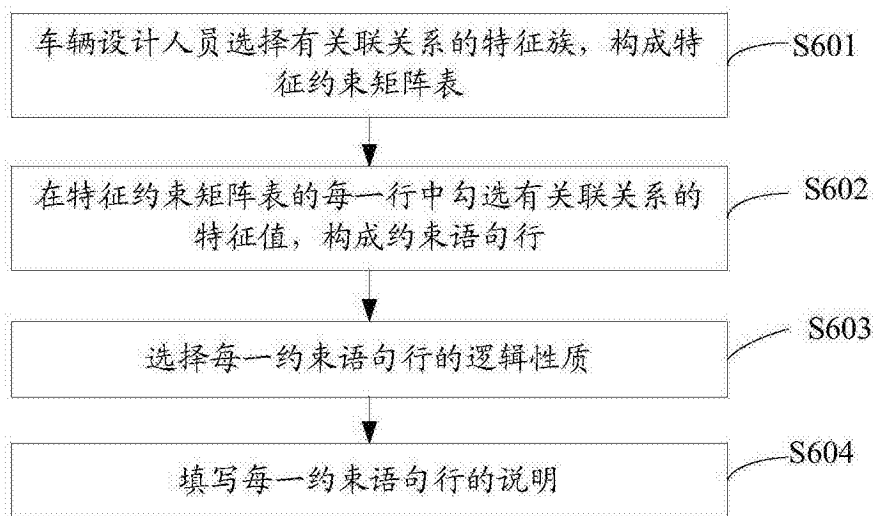 车辆设计人员选择有关联关系的特征族，构成特
征约束矩阵表
S601
在特征约束矩阵表的每一行中勾选有关联关系的
特征值，构成约束语句行
S602
选择每一约束语句行的逻辑性质
S603
填写每一约束语句行的说明
S604